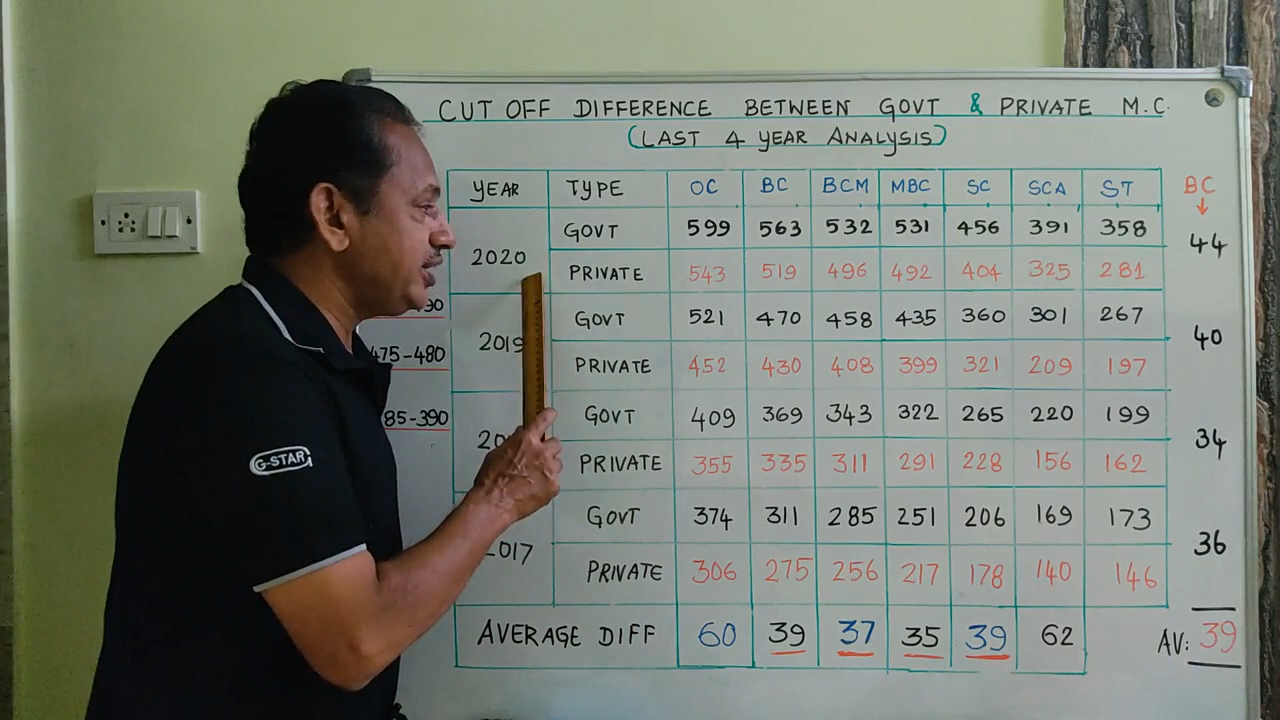 CUT OFF DIFFERENCE BETWEEN GOVT & PRIVATE M.C.
(LAST 4 YEAR ANALYSIS)
YEAR TYPE OC BC BCM MBC SC SCA ST BC
2020 GOVT 599 563 532 531 456 391 358 44
PRIVATE 543 519 496 492 404 325 281
2019 GOVT 521 470 458 435 360 301 267 40
475-480 PRIVATE 452 430 408 399 321 209 197
85-390 GOVT 409 369 343 322 265 220 199 34
PRIVATE 355 335 311 291 228 156 162
2017 GOVT 374 311 285 251 206 169 173 36
PRIVATE 306 275 256 217 178 140 146
AVERAGE DIFF 60 39 37 35 39 62 AV: 39
G-STAR